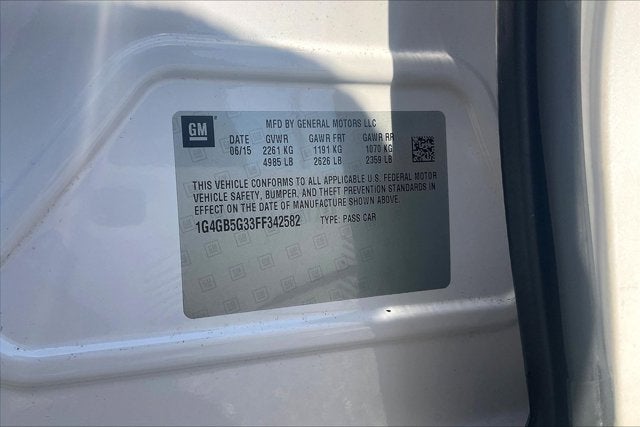 GM
MFD BY GENERAL MOTORS LLC
DATE GVWR GAWR FRT GAWR RR
06/15 2261 KG 1191 KG 1070 KG
4985 LB 2626 LB 2359 LB
THIS VEHICLE CONFORMS TO ALL APPLICABLE U.S. FEDERAL MOTOR
VEHICLE SAFETY, BUMPER, AND THEFT PREVENTION STANDARDS IN
EFFECT ON THE DATE OF MANUFACTURE SHOWN ABOVE.
1G4GB5G33FF342582 TYPE: PASS CAR